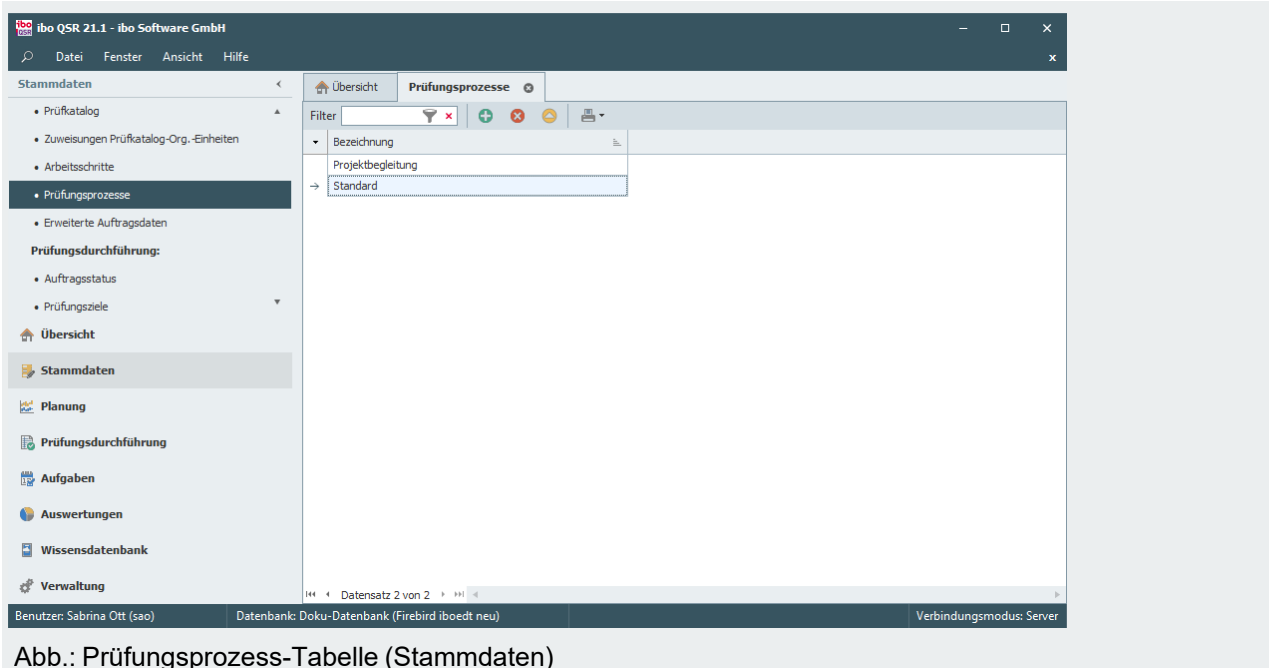 ibo QSR ibo QSR 21.1 - ibo Software GmbH
Datei Fenster Ansicht Hilfe x
Stammdaten
• Prüfkatalog
• Zuweisungen Prüfkatalog-Org.-Einheiten
• Arbeitsschritte
• Prüfungsprozesse
• Erweiterte Auftragsdaten
Prüfungsdurchführung:
• Auftragsstatus
• Prüfungsziele
Übersicht
Stammdaten
Planung
Prüfungsdurchführung
Aufgaben
Auswertungen
Wissensdatenbank
Verwaltung
Übersicht Prüfungsprozesse
Filter
Bezeichnung
Projektbegleitung
Standard
Datensatz 2 von 2
Benutzer: Sabrina Ott (sao) Datenbank: Doku-Datenbank (Firebird iboedt neu) Verbindungsmodus: Server
Abb.: Prüfungsprozess-Tabelle (Stammdaten)